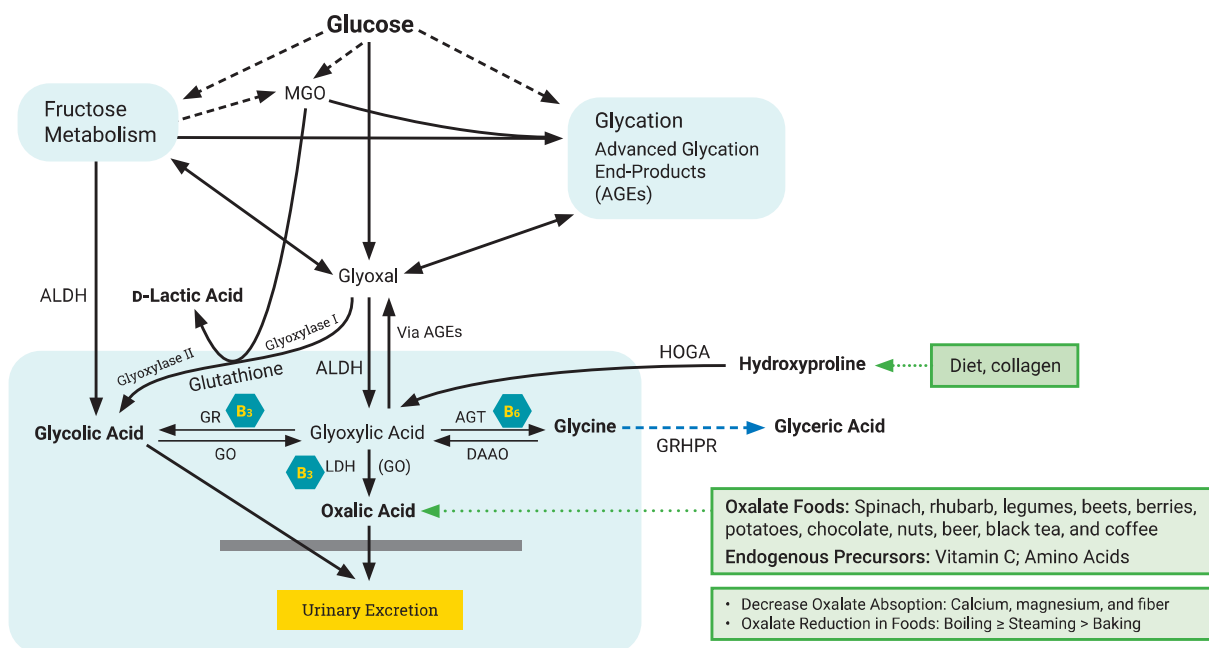 Glucose
MGO
Fructose
Metabolism
Glycation
Advanced Glycation
End-Products
(AGEs)
Glyoxal
ALDH
D-Lactic Acid
Glyoxylase I
Glyoxylase II
Glutathione
ALDH
Via AGEs
HOGA
Hydroxyproline
Diet, collagen
Glycolic Acid
GR
B3
GO
Glyoxylic Acid
AGT
B6
DAAO
Glycine
GRHPR
Glyceric Acid
B3
LDH
(GO)
Oxalic Acid
Oxalate Foods: Spinach, rhubarb, legumes, beets, berries,
potatoes, chocolate, nuts, beer, black tea, and coffee
Endogenous Precursors: Vitamin C; Amino Acids
Urinary Excretion
• Decrease Oxalate Absoption: Calcium, magnesium, and fiber
• Oxalate Reduction in Foods: Boiling ≥ Steaming > Baking